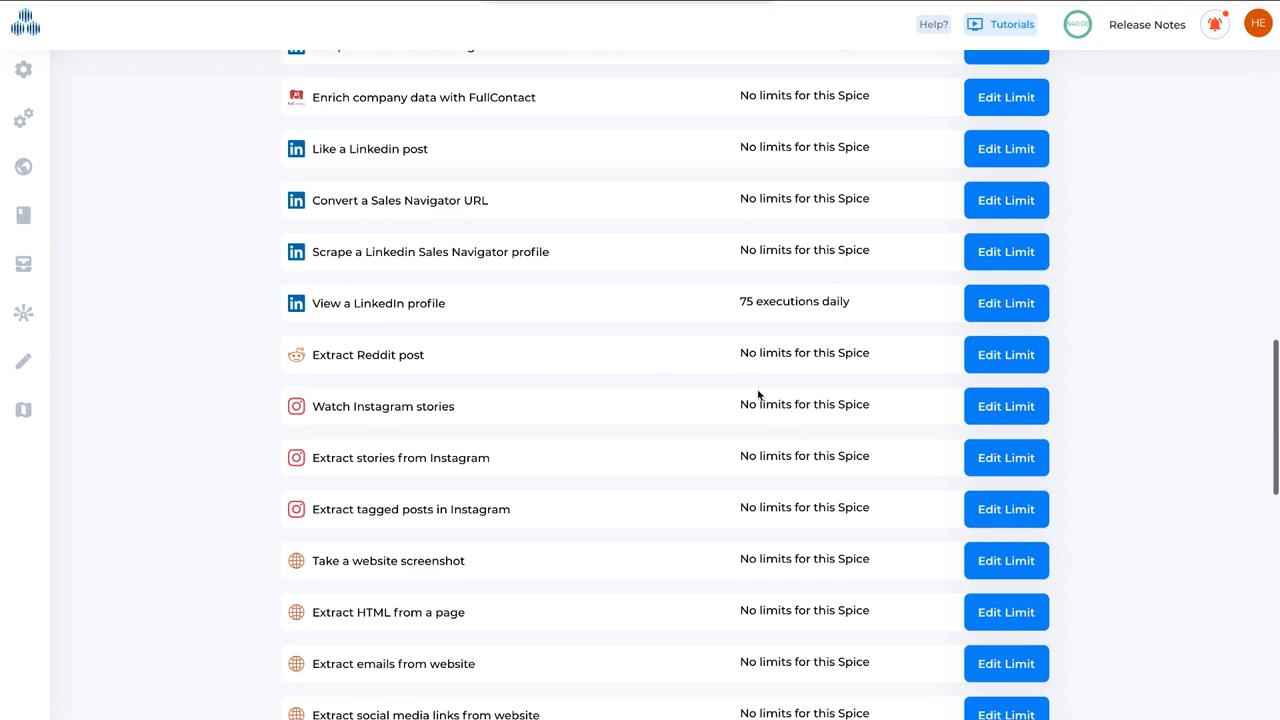 Help?
Tutorials
Release Notes
HE
Enrich company data with FullContact
No limits for this Spice
Edit Limit
Like a Linkedin post
No limits for this Spice
Edit Limit
Convert a Sales Navigator URL
No limits for this Spice
Edit Limit
Scrape a Linkedin Sales Navigator profile
No limits for this Spice
Edit Limit
View a LinkedIn profile
75 executions daily
Edit Limit
Extract Reddit post
No limits for this Spice
Edit Limit
Watch Instagram stories
No limits for this Spice
Edit Limit
Extract stories from Instagram
No limits for this Spice
Edit Limit
Extract tagged posts in Instagram
No limits for this Spice
Edit Limit
Take a website screenshot
No limits for this Spice
Edit Limit
Extract HTML from a page
No limits for this Spice
Edit Limit
Extract emails from website
No limits for this Spice
Edit Limit
Extract social media links from website
No limits for this Spice
Edit Limit